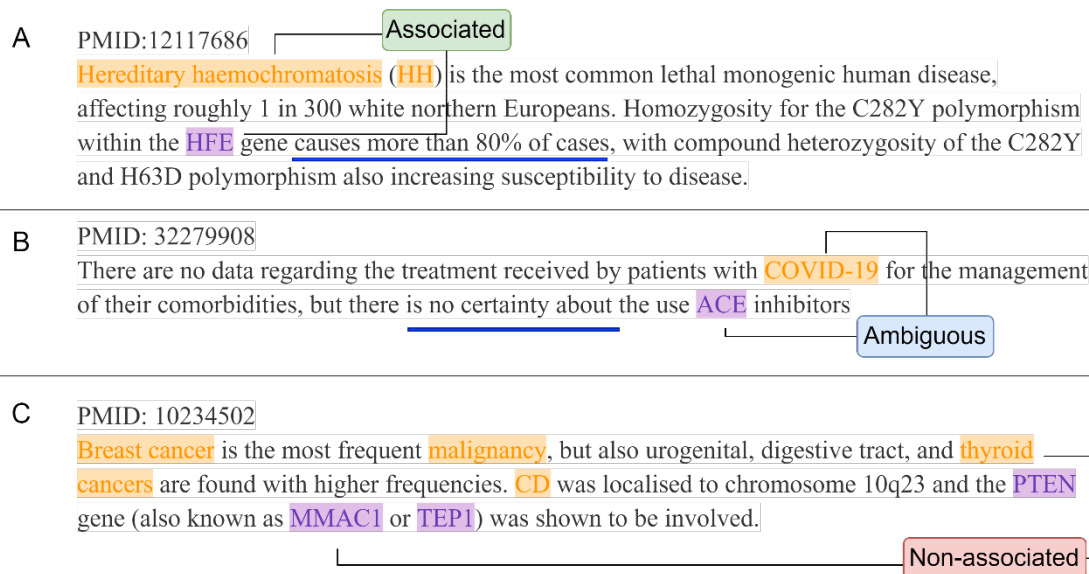 A
PMID:12117686
Associated
Hereditary haemochromatosis (HH) is the most common lethal monogenic human disease,
affecting roughly 1 in 300 white northern Europeans. Homozygosity for the C282Y polymorphism
within the HFE gene causes more than 80% of cases, with compound heterozygosity of the C282Y
and H63D polymorphism also increasing susceptibility to disease.
B
PMID: 32279908
There are no data regarding the treatment received by patients with COVID-19 for the management
of their comorbidities, but there is no certainty about the use ACE inhibitors
Ambiguous
C
PMID: 10234502
Breast cancer is the most frequent malignancy, but also urogenital, digestive tract, and thyroid
cancers are found with higher frequencies. CD was localised to chromosome 10q23 and the PTEN
gene (also known as MMAC1 or TEP1) was shown to be involved.
Non-associated